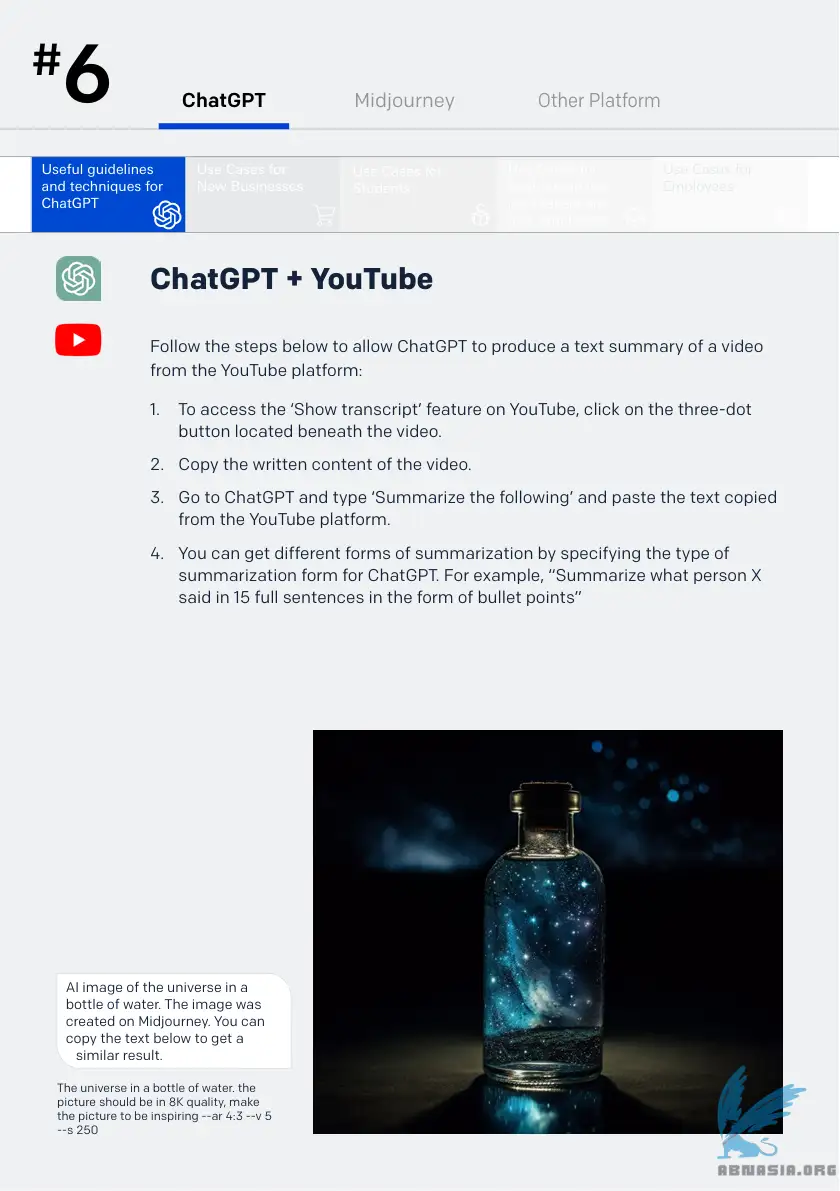 #6
ChatGPT
Midjourney
Other Platform
Useful guidelines
and techniques for
ChatGPT
Use Cases for
New Businesses
Use Cases for
Students
Use Cases for
Employees
ChatGPT + YouTube
Follow the steps below to allow ChatGPT to produce a text summary of a video
from the YouTube platform:
1. To access the ‘Show transcript’ feature on YouTube, click on the three-dot
button located beneath the video.
2. Copy the written content of the video.
3. Go to ChatGPT and type ‘Summarize the following’ and paste the text copied
from the YouTube platform.
4. You can get different forms of summarization by specifying the type of
summarization form for ChatGPT. For example, “Summarize what person X
said in 15 full sentences in the form of bullet points”
AI image of the universe in a
bottle of water. The image was
created on Midjourney. You can
copy the text below to get a
similar result.
The universe in a bottle of water. the
picture should be in 8K quality, make
the picture to be inspiring --ar 4:3 --v 5
--s 250
ABNASIA.ORG